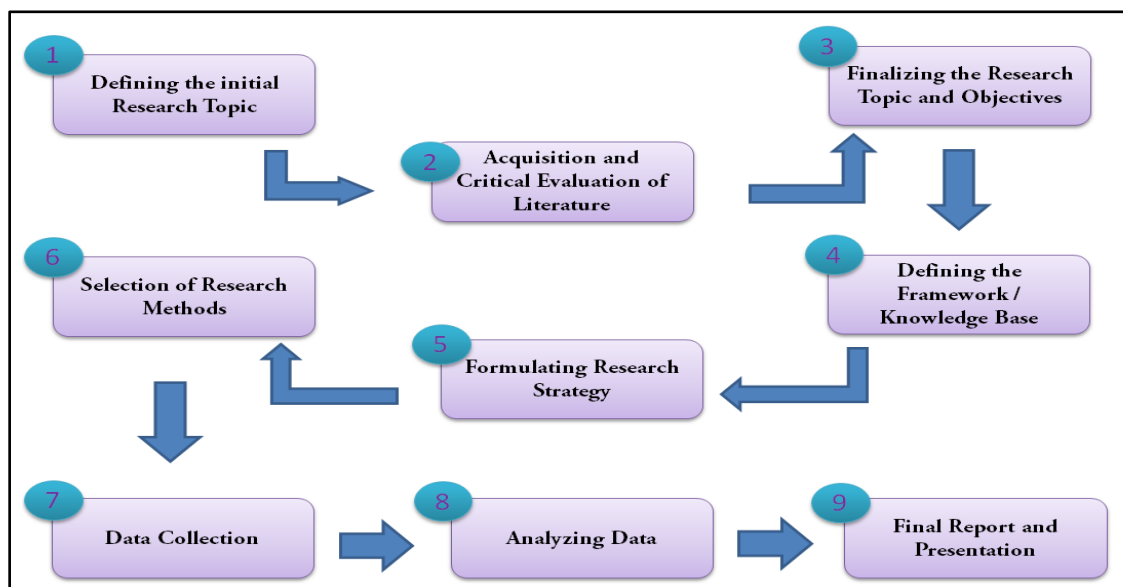 1
Defining the initial
Research Topic
2
Acquisition and
Critical Evaluation of
Literature
3
Finalizing the Research
Topic and Objectives
4
Defining the
Framework /
Knowledge Base
5
Formulating Research
Strategy
6
Selection of Research
Methods
7
Data Collection
8
Analyzing Data
9
Final Report and
Presentation